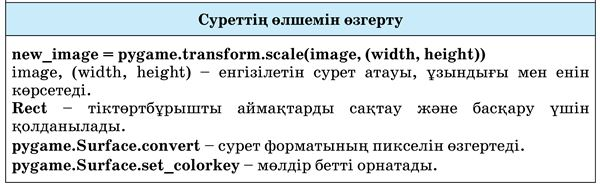 Суреттің өлшемін өзгерту
new_image = pygame.transform.scale(image, (width, height))
image, (width, height) – енгізілетін сурет атауы, ұзындығы мен енін
көрсетеді.
Rect – тіктөртбұрышты аймақтарды сақтау және басқару үшін
қолданылады.
pygame.Surface.convert – сурет форматының пикселін өзгертеді.
pygame.Surface.set_colorkey – мөлдір бетті орнатады.